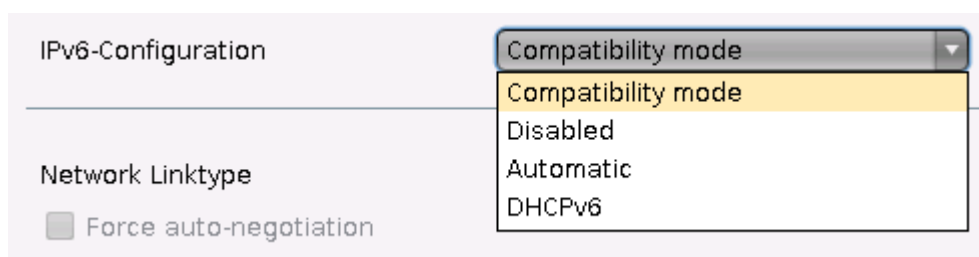 IPv6-Configuration
Compatibility mode
Compatibility mode
Disabled
Automatic
DHCPv6
Network Linktype
Force auto-negotiation